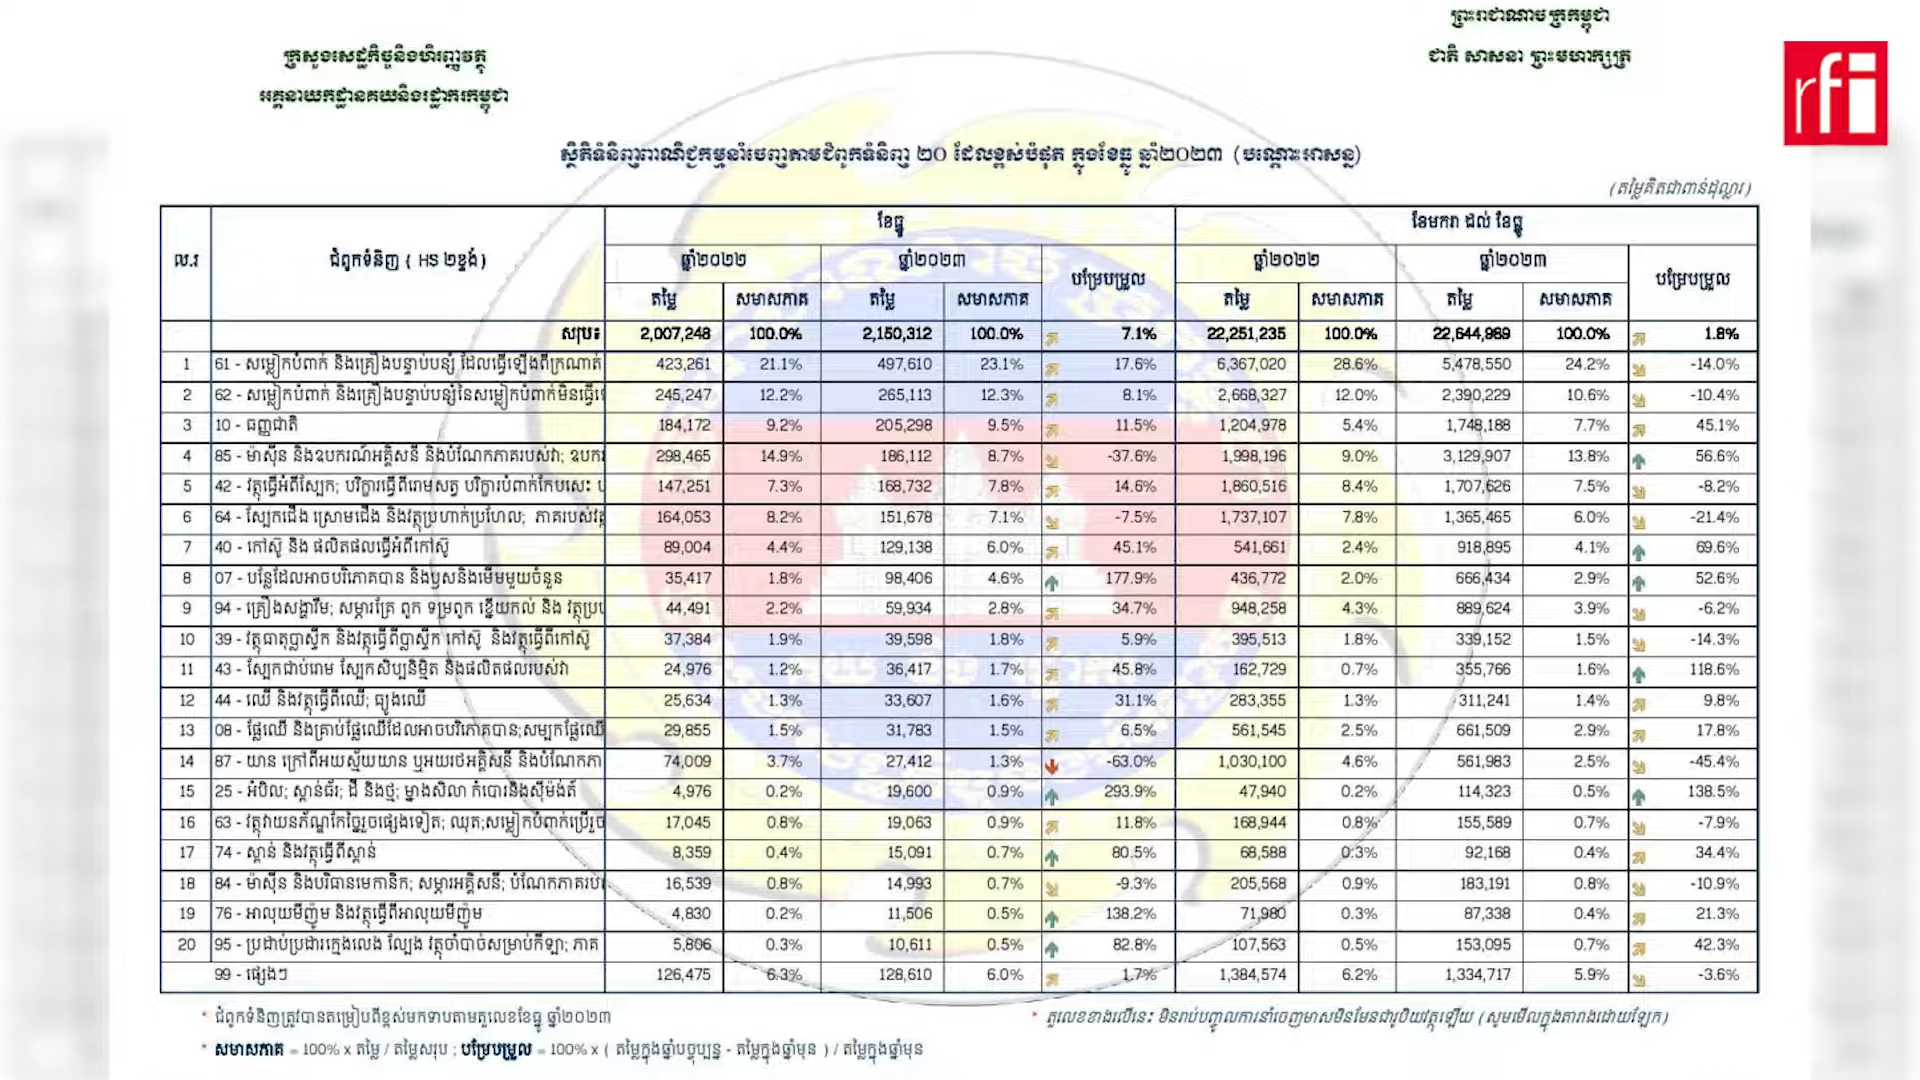 ព្រះរាជាណាចក្រកម្ពុជា
ជាតិ សាសនា ព្រះមហាក្សត្រ
rfi
ក្រសួងសេដ្ឋកិច្ចនិងហិរញ្ញវត្ថុ
អគ្គនាយកដ្ឋានគយនិងរដ្ឋាករកម្ពុជា
ស្ថិតិទំនិញពាណិជ្ជកម្មនាំចេញតាមជំពូកទំនិញ ២០ ដែលខ្ពស់បំផុត ក្នុងខែធ្នូ ឆ្នាំ២០២៣ (បណ្តោះអាសន្ន)
(តម្លៃគិតជាពាន់ដុល្លារ)
ល.រ ជំពូកទំនិញ ( HS ២ខ្ទង់) ខែធ្នូ ខែមករា ដល់ ខែធ្នូ
ឆ្នាំ២០២២ ឆ្នាំ២០២៣ បម្រែបម្រួល ឆ្នាំ២០២២ ឆ្នាំ២០២៣ បម្រែបម្រួល
តម្លៃ សមាសភាគ តម្លៃ សមាសភាគ តម្លៃ សមាសភាគ តម្លៃ សមាសភាគ
សរុប៖ 2,007,248 100.0% 2,150,312 100.0% 7.1% 22,251,235 100.0% 22,644,989 100.0% 1.8%
1 61 - សម្លៀកបំពាក់ និងគ្រឿងបន្ទាប់បន្សំ ដែលធ្វើឡើងពីក្រណាត់ 423,261 21.1% 497,610 23.1% 17.6% 6,367,020 28.6% 5,478,550 24.2% -14.0%
2 62 - សម្លៀកបំពាក់ និងគ្រឿងបន្ទាប់បន្សំនៃសម្លៀកបំពាក់មិនធ្វើ 245,247 12.2% 265,113 12.3% 8.1% 2,668,327 12.0% 2,390,229 10.6% -10.4%
3 10 - ធញ្ញជាតិ 184,172 9.2% 205,298 9.5% 11.5% 1,204,978 5.4% 1,748,188 7.7% 45.1%
4 85 - ម៉ាស៊ីន និងឧបករណ៍អគ្គិសនី និងបំណែកភាគរបស់វា; ឧបករ 298,465 14.9% 186,112 8.7% -37.6% 1,998,196 9.0% 3,129,907 13.8% 56.6%
5 42 - វត្ថុធ្វើអំពីស្បែក; បរិក្ខារធ្វើពីរោមសត្វ បរិក្ខារបំពាក់កែបសេះ 147,251 7.3% 168,732 7.8% 14.6% 1,860,516 8.4% 1,707,626 7.5% -8.2%
6 64 - ស្បែកជើង ស្រោមជើង និងវត្ថុប្រហាក់ប្រហែល; ភាគរបស់វត្ថុ 164,053 8.2% 151,678 7.1% -7.5% 1,737,107 7.8% 1,365,465 6.0% -21.4%
7 40 - កៅស៊ូ និង ផលិតផលធ្វើអំពីកៅស៊ូ 89,004 4.4% 129,138 6.0% 45.1% 541,661 2.4% 918,895 4.1% 69.6%
8 07 - បន្លែដែលអាចបរិភោគបាន និងឫសនិងមើមមួយចំនួន 35,417 1.8% 98,406 4.6% 177.9% 436,772 2.0% 666,434 2.9% 52.6%
9 94 - គ្រឿងសង្ហារឹម; សម្ភារគ្រែ ពូក ទម្រពូក ខ្នើយកល់ និង វត្ថុប្រ 44,491 2.2% 59,934 2.8% 34.7% 948,258 4.3% 889,624 3.9% -6.2%
10 39 - វត្ថុធាតុប្លាស្ទីក និងវត្ថុធ្វើពីប្លាស្ទីក កៅស៊ូ និងវត្ថុធ្វើពីកៅស៊ូ 37,384 1.9% 39,598 1.8% 5.9% 395,513 1.8% 339,152 1.5% -14.3%
11 43 - ស្បែកជាប់រោម ស្បែកសិប្បនិម្មិត និងផលិតផលរបស់វា 24,976 1.2% 36,417 1.7% 45.8% 162,729 0.7% 355,766 1.6% 118.6%
12 44 - ឈើ និងវត្ថុធ្វើពីឈើ; ធ្យូងឈើ 25,634 1.3% 33,607 1.6% 31.1% 283,355 1.3% 311,241 1.4% 9.8%
13 08 - ផ្លែឈើ និងគ្រាប់ផ្លែឈើដែលអាចបរិភោគបាន;សម្បកផ្លែឈើ 29,855 1.5% 31,783 1.5% 6.5% 561,545 2.5% 661,509 2.9% 17.8%
14 87 - យាន ក្រៅពីអយស្ម័យយាន ឬអយរថអគ្គិសនី និងបំណែកភា 74,009 3.7% 27,412 1.3% -63.0% 1,030,100 4.6% 561,983 2.5% -45.4%
15 25 - អំបិល; ស្ពាន់ធ័រ; ដី និងថ្ម; ម្នាងសិលា កំបោរនិងស៊ីម៉ង់ត៍ 4,976 0.2% 19,600 0.9% 293.9% 47,940 0.2% 114,323 0.5% 138.5%
16 63 - វត្ថុវាយនភ័ណ្ឌកែច្នៃរួចផ្សេងទៀត; ឈុត;សម្លៀកបំពាក់ប្រើរួច 17,045 0.8% 19,063 0.9% 11.8% 168,944 0.8% 155,589 0.7% -7.9%
17 74 - ស្ពាន់ និងវត្ថុធ្វើពីស្ពាន់ 8,359 0.4% 15,091 0.7% 80.5% 68,588 0.3% 92,168 0.4% 34.4%
18 84 - ម៉ាស៊ីន និងបរិធានមេកានិក; សម្ភារអគ្គិសនី; បំណែកភាគរប 16,539 0.8% 14,993 0.7% -9.3% 205,568 0.9% 183,191 0.8% -10.9%
19 76 - អាលុយមីញ៉ូម និងវត្ថុធ្វើពីអាលុយមីញ៉ូម 4,830 0.2% 11,506 0.5% 138.2% 71,980 0.3% 87,338 0.4% 21.3%
20 95 - ប្រដាប់ប្រដារក្មេងលេង ល្បែង វត្ថុចាំបាច់សម្រាប់កីឡា; ភាគ 5,806 0.3% 10,611 0.5% 82.8% 107,563 0.5% 153,095 0.7% 42.3%
99 - ផ្សេងៗ 126,475 6.3% 128,610 6.0% 1.7% 1,384,574 6.2% 1,334,717 5.9% -3.6%
* ជំពូកទំនិញត្រូវបានតម្រៀបពីខ្ពស់មកទាបតាមតួលេខខែធ្នូ ឆ្នាំ២០២៣
* តួលេខខាងលើនេះ មិនរាប់បញ្ចូលការនាំចេញមាសមិនមែនជារូបិយវត្ថុឡើយ (សូមមើលក្នុងតារាងដោយឡែក)
* សមាសភាគ = 100% x តម្លៃ / តម្លៃសរុប ; បម្រែបម្រួល = 100% x ( តម្លៃក្នុងឆ្នាំបច្ចុប្បន្ន - តម្លៃក្នុងឆ្នាំមុន ) / តម្លៃក្នុងឆ្នាំមុន